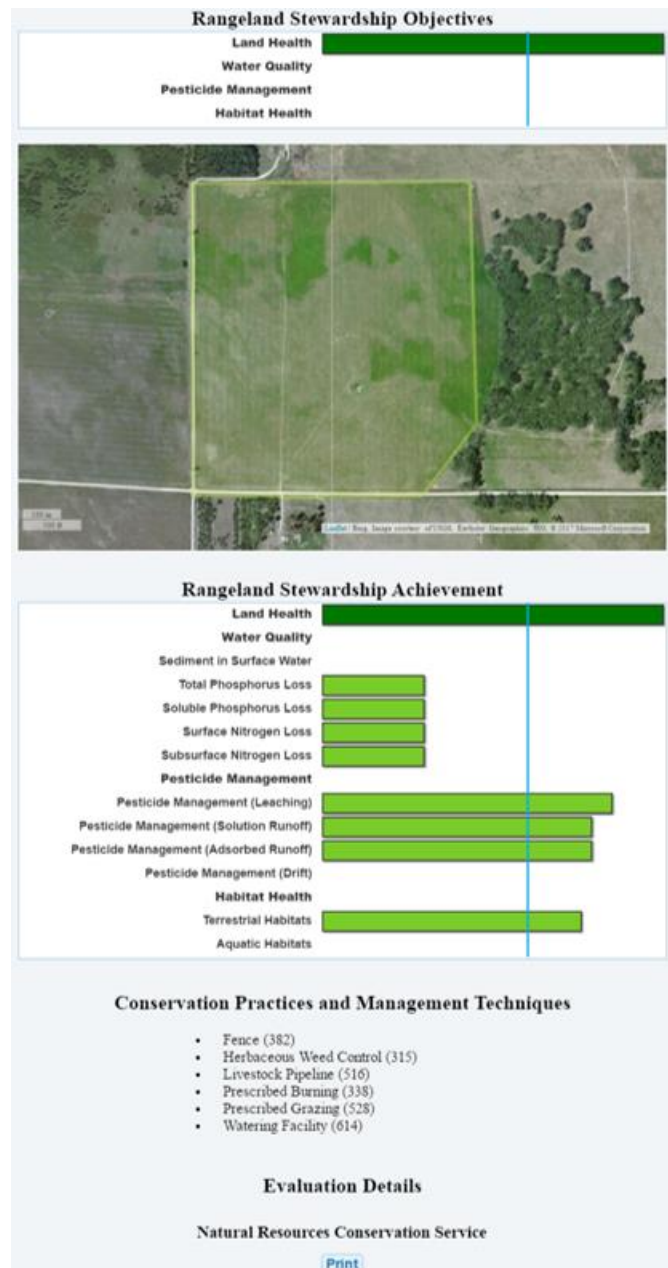 Rangeland Stewardship Objectives
Land Health
Water Quality
Pesticide Management
Habitat Health
Rangeland Stewardship Achievement
Land Health
Water Quality
Sediment in Surface Water
Total Phosphorus Loss
Soluble Phosphorus Loss
Surface Nitrogen Loss
Subsurface Nitrogen Loss
Pesticide Management
Pesticide Management (Leaching)
Pesticide Management (Solution Runoff)
Pesticide Management (Adsorbed Runoff)
Pesticide Management (Drift)
Habitat Health
Terrestrial Habitats
Aquatic Habitats
Conservation Practices and Management Techniques
• Fence (382)
• Herbaceous Weed Control (315)
• Livestock Pipeline (516)
• Prescribed Burning (338)
• Prescribed Grazing (528)
• Watering Facility (614)
Evaluation Details
Natural Resources Conservation Service
Print